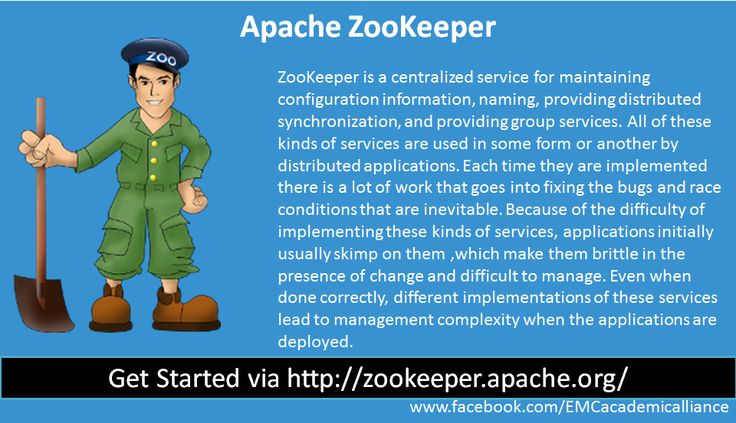 Apache ZooKeeper
ZOO
ZooKeeper is a centralized service for maintaining
configuration information, naming, providing distributed
synchronization, and providing group services. All of these
kinds of services are used in some form or another by
distributed applications. Each time they are implemented
there is a lot of work that goes into fixing the bugs and race
conditions that are inevitable. Because of the difficulty of
implementing these kinds of services, applications initially
usually skimp on them ,which make them brittle in the
presence of change and difficult to manage. Even when
done correctly, different implementations of these services
lead to management complexity when the applications are
deployed.
Get Started via http://zookeeper.apache.org/
www.facebook.com/EMCacademicalliance